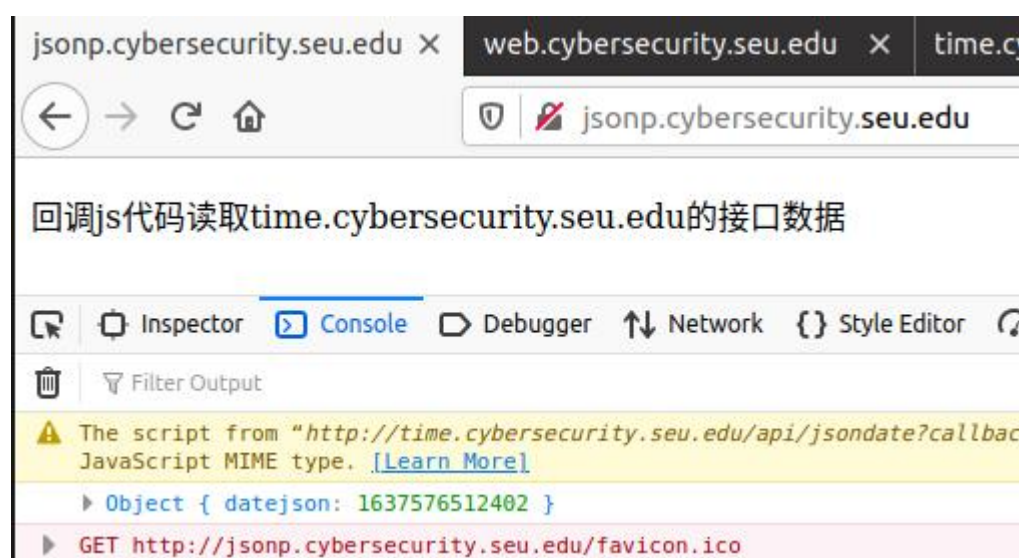 jsonp.cybersecurity.seu.edu × web.cybersecurity.seu.edu × time.cy
jsonp.cybersecurity.seu.edu
回调js代码读取time.cybersecurity.seu.edu的接口数据
Inspector Console Debugger Network {} Style Editor
Filter Output
The script from “http://time.cybersecurity.seu.edu/api/jsondate?callbac
JavaScript MIME type. [Learn More]
Object { datejson: 1637576512402 }
GET http://jsonp.cybersecurity.seu.edu/favicon.ico